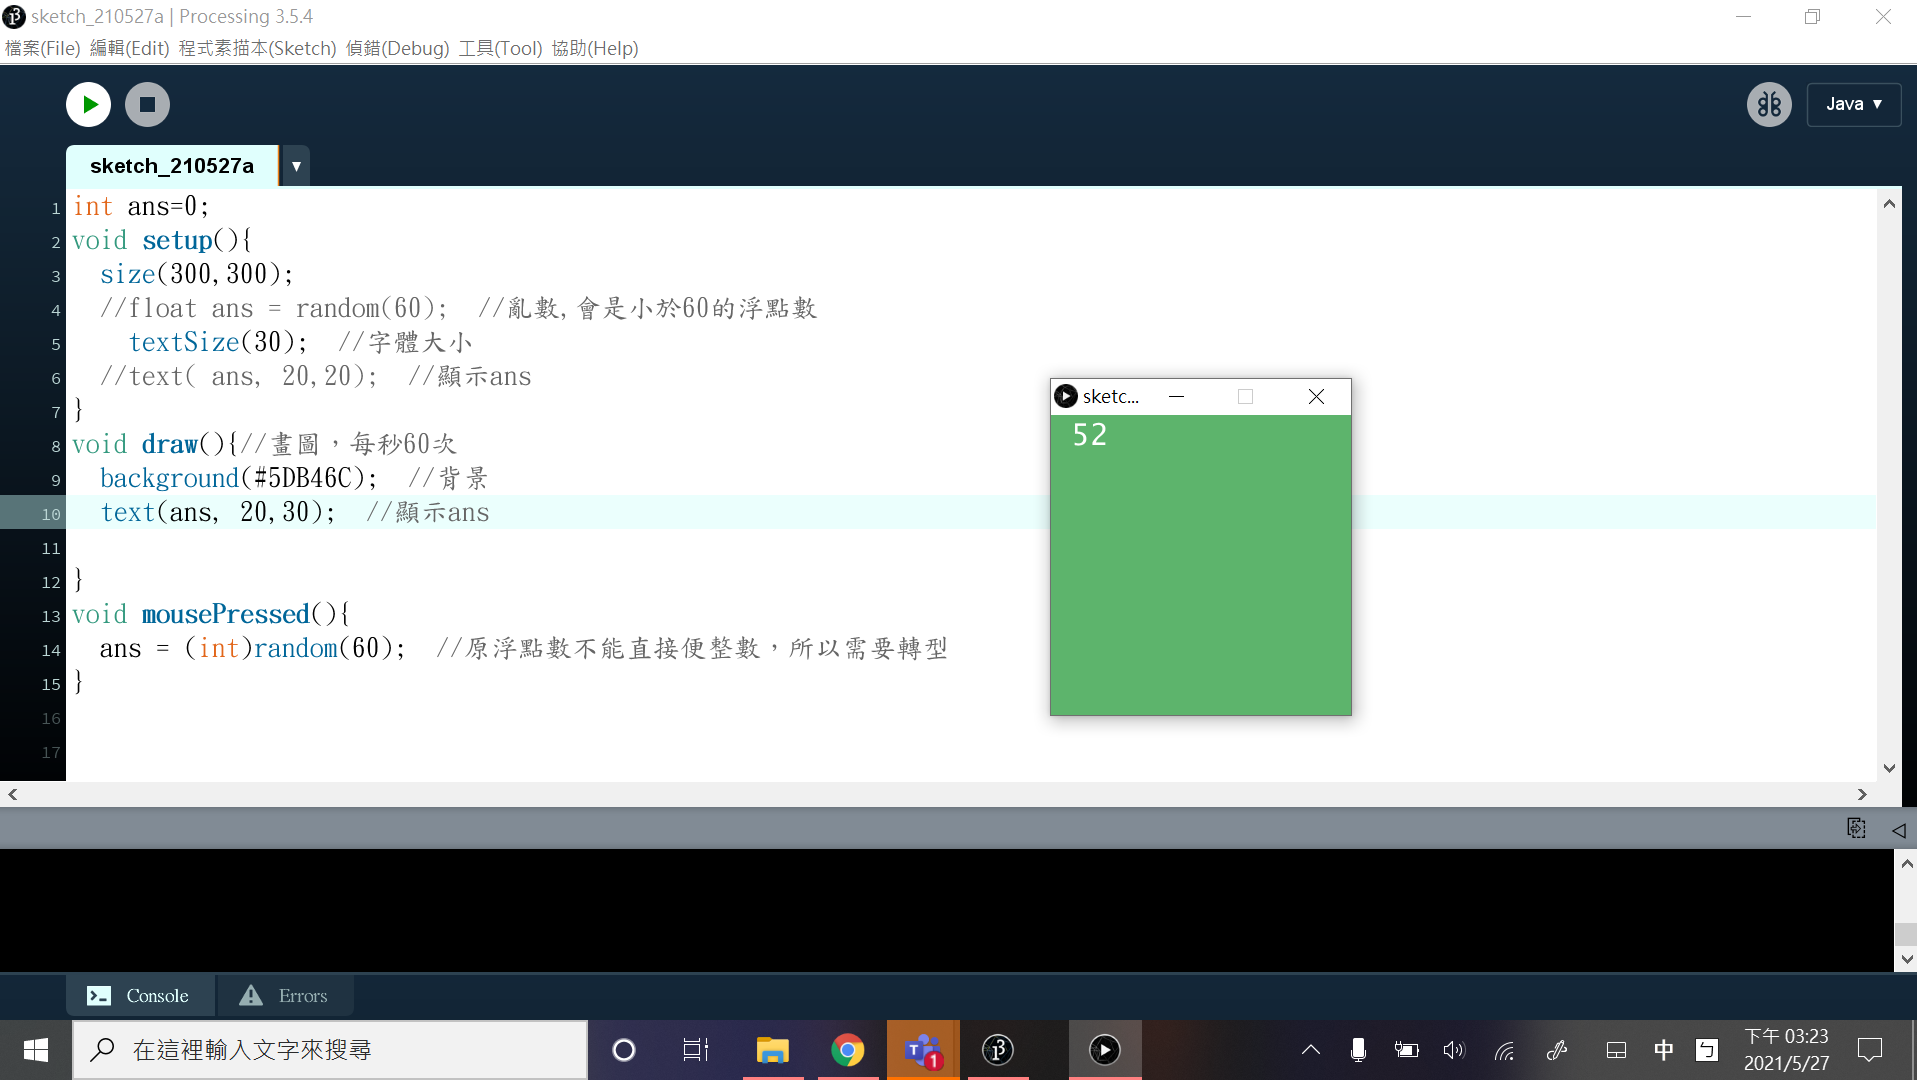 sketch_210527a | Processing 3.5.4
檔案(File) 編輯(Edit) 程式素描本(Sketch) 偵錯(Debug) 工具(Tool) 協助(Help)
Java ▼
sketch_210527a ▼
1 int ans=0;
2 void setup(){
3   size(300,300);
4   //float ans = random(60);  //亂數,會是小於60的浮點數
5     textSize(30);  //字體大小
6   //text( ans, 20,20);  //顯示ans
7 }
8 void draw(){//畫圖，每秒60次
9   background(#5DB46C);  //背景
10   text(ans, 20,30);  //顯示ans
11
12 }
13 void mousePressed(){
14   ans = (int)random(60);  //原浮點數不能直接便整數，所以需要轉型
15 }
16
17
sketc...
52
Console
Errors
在這裡輸入文字來搜尋
1
中
ㄅ
下午 03:23
2021/5/27